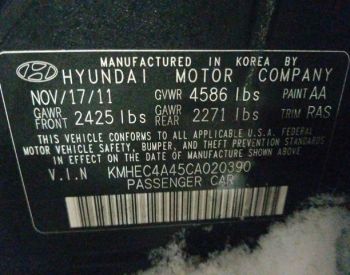 MANUFACTURED IN KOREA BY
HYUNDAI MOTOR COMPANY
NOV/17/11 GVWR 4586 lbs PAINT AA
GAWR FRONT 2425 lbs GAWR REAR 2271 lbs TRIM RAS
THIS VEHICLE CONFORMS TO ALL APPLICABLE U.S.A. FEDERAL
MOTOR VEHICLE SAFETY, BUMPER, AND THEFT PREVENTION STANDARDS
IN EFFECT ON THE DATE OF MANUFACTURE SHOWN ABOVE.
V.I.N KMHEC4A45CA020390
PASSENGER CAR